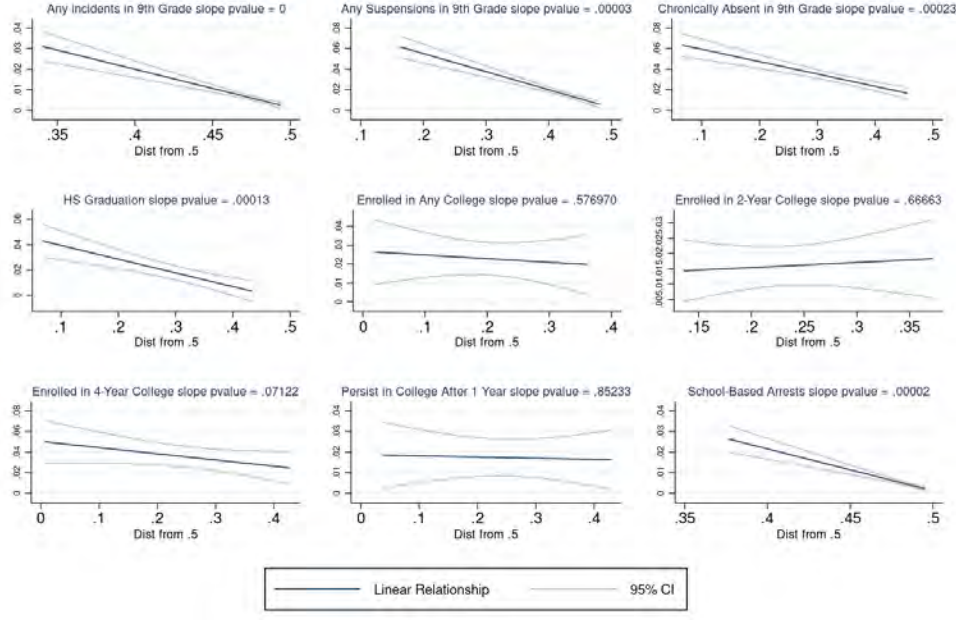 Any Incidents in 9th Grade slope pvalue = 0
0 .01 .02 .03 .04
.35 .4 .45 .5
Dist from .5
Any Suspensions in 9th Grade slope pvalue = .00003
0 .02 .04 .06 .08
.1 .2 .3 .4 .5
Dist from .5
Chronically Absent in 9th Grade slope pvalue = .00023
0 .02 .04 .06 .08
.1 .2 .3 .4 .5
Dist from .5
HS Graduation slope pvalue = .00013
0 .02 .04 .06
.1 .2 .3 .4 .5
Dist from .5
Enrolled in Any College slope pvalue = .576970
0 .01 .02 .03 .04
0 .1 .2 .3 .4
Dist from .5
Enrolled in 2-Year College slope pvalue = .66663
.005.01.015.02.025.03
.15 .2 .25 .3 .35
Dist from .5
Enrolled in 4-Year College slope pvalue = .07122
0 .02 .04 .06 .08
0 .1 .2 .3 .4
Dist from .5
Persist in College After 1 Year slope pvalue = .85233
0 .01 .02 .03 .04
0 .1 .2 .3 .4
Dist from .5
School-Based Arrests slope pvalue = .00002
0 .01 .02 .03 .04
.35 .4 .45 .5
Dist from .5
Linear Relationship 95% CI